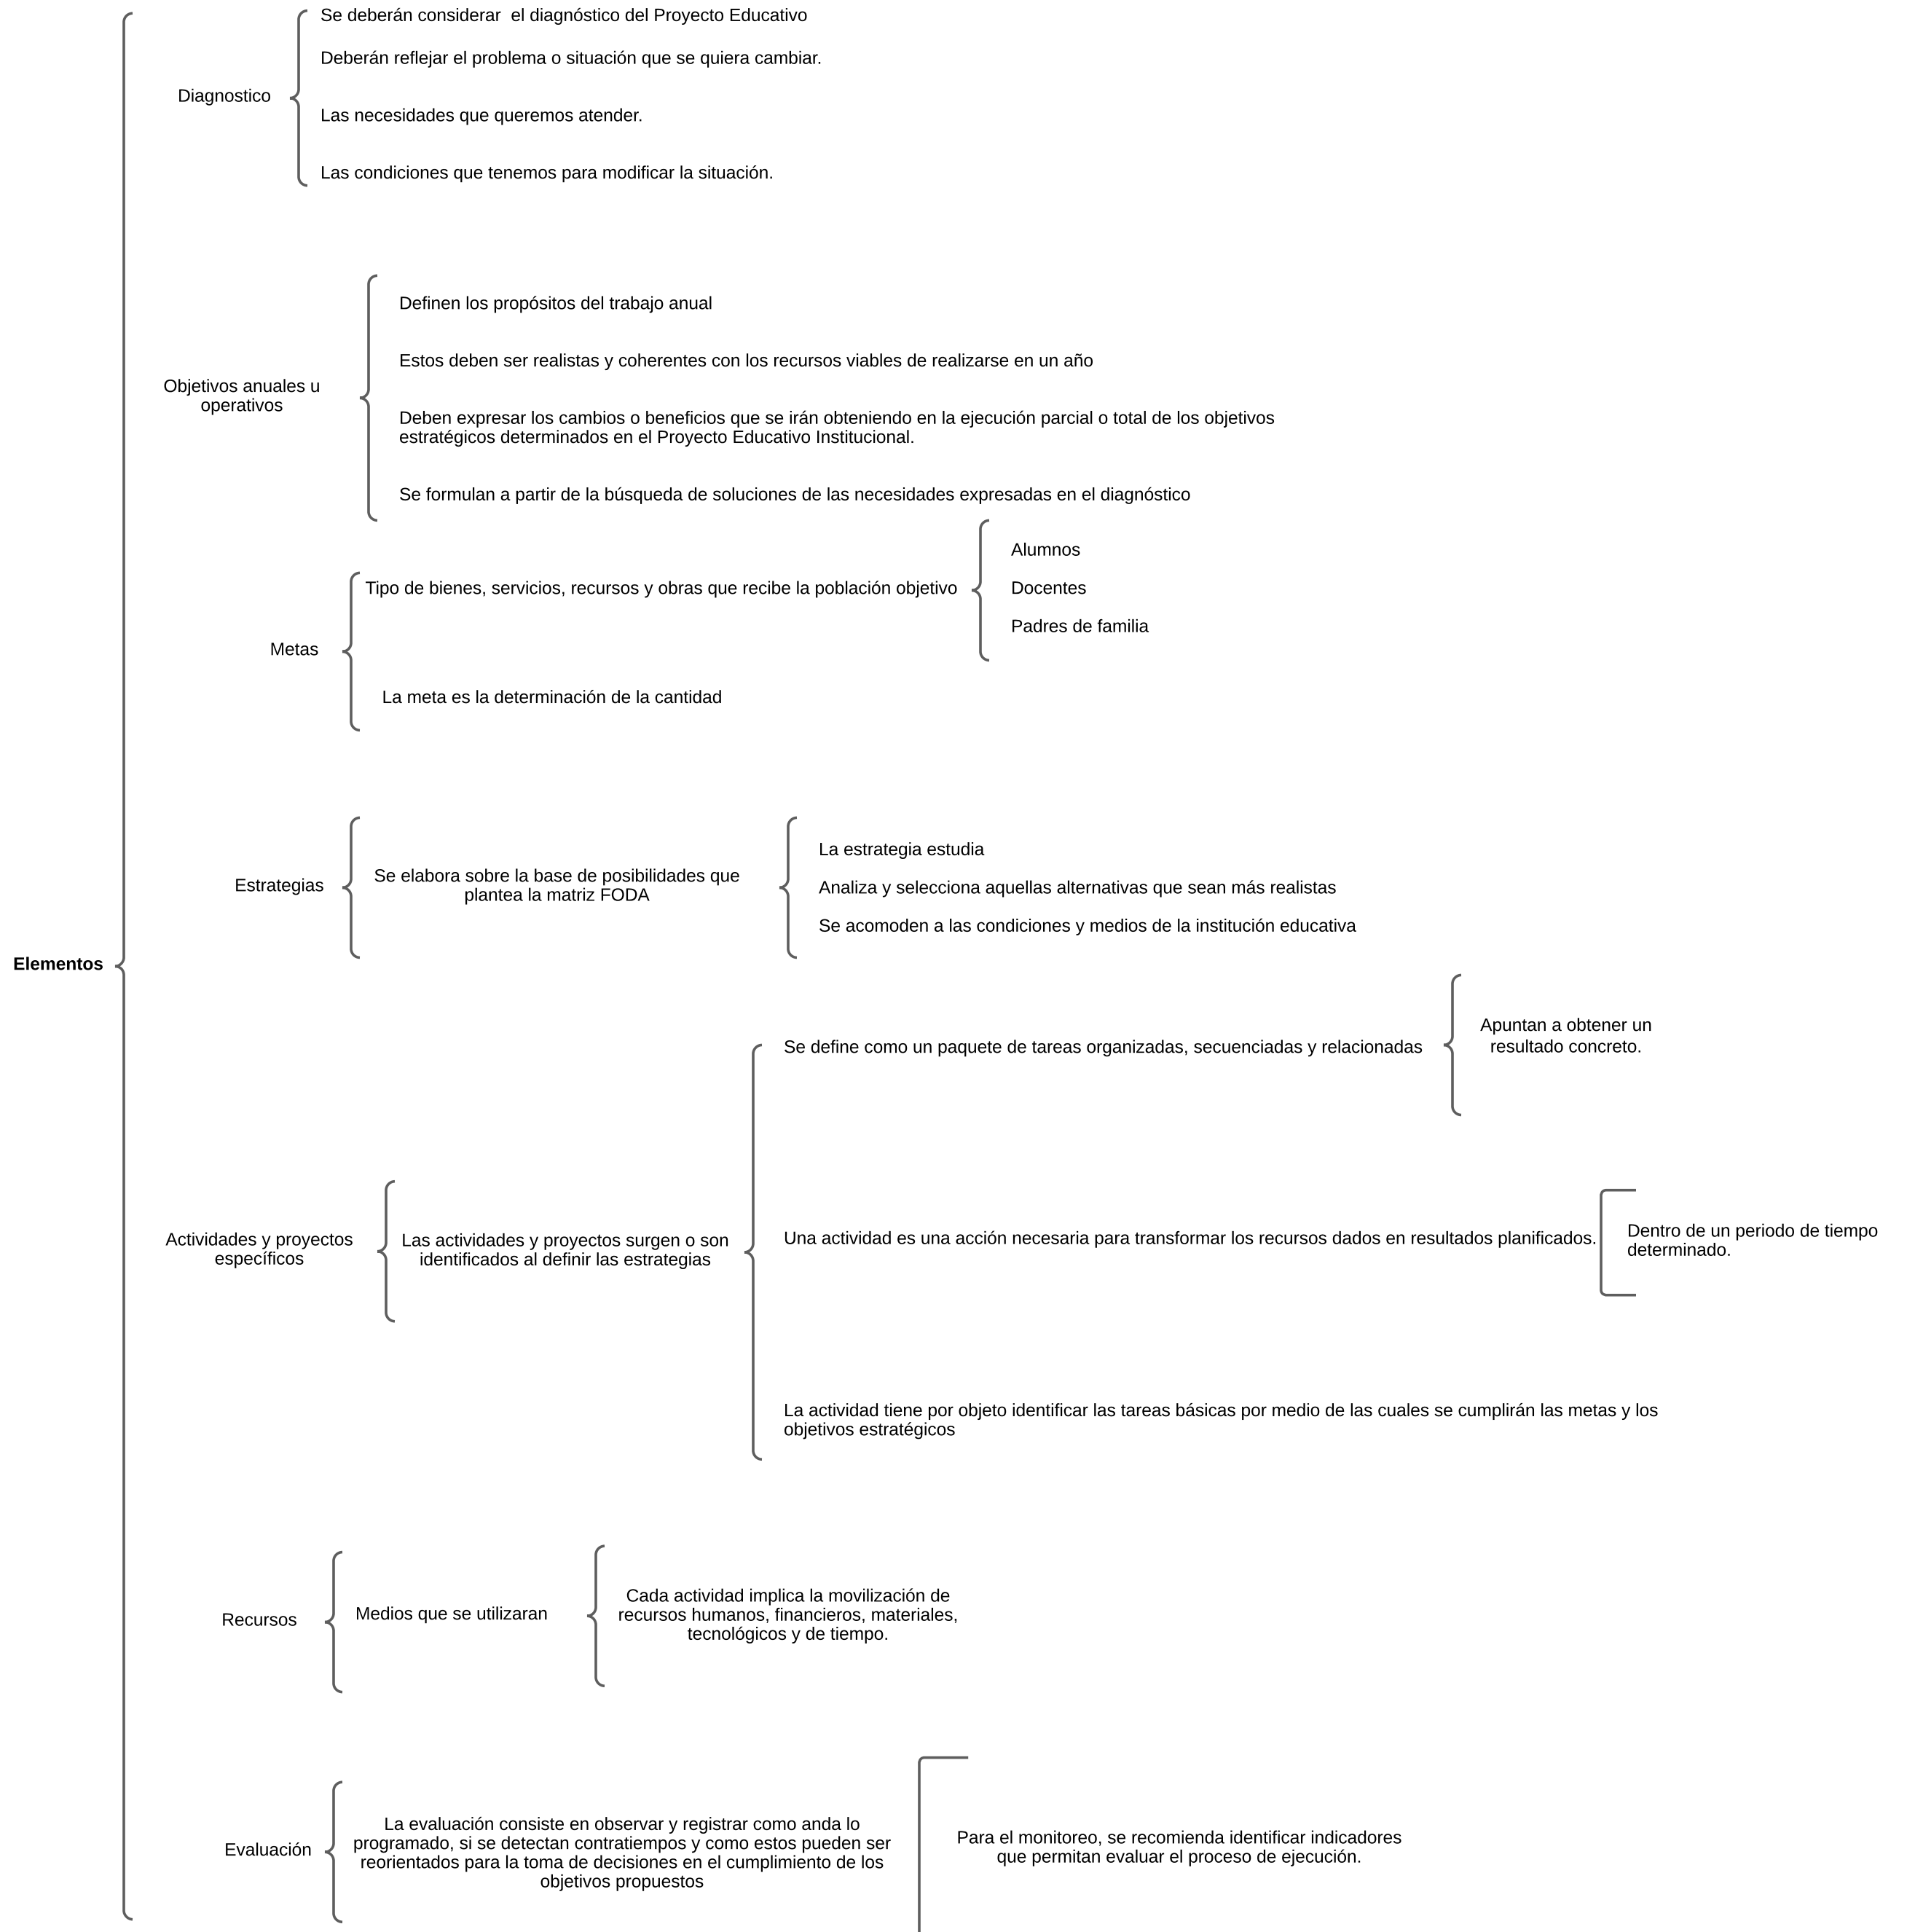 Se deberán considerar  el diagnóstico del Proyecto Educativo
Deberán reflejar el problema o situación que se quiera cambiar.
Diagnostico
Las necesidades que queremos atender.
Las condiciones que tenemos para modificar la situación.
Definen los propósitos del trabajo anual
Estos deben ser realistas y coherentes con los recursos viables de realizarse en un año
Objetivos anuales u
operativos
Deben expresar los cambios o beneficios que se irán obteniendo en la ejecución parcial o total de los objetivos
estratégicos determinados en el Proyecto Educativo Institucional.
Se formulan a partir de la búsqueda de soluciones de las necesidades expresadas en el diagnóstico
Metas
Tipo de bienes, servicios, recursos y obras que recibe la población objetivo
Alumnos
Docentes
Padres de familia
La meta es la determinación de la cantidad
Estrategias
Se elabora sobre la base de posibilidades que
plantea la matriz FODA
La estrategia estudia
Analiza y selecciona aquellas alternativas que sean más realistas
Se acomoden a las condiciones y medios de la institución educativa
Elementos
Actividades y proyectos
específicos
Las actividades y proyectos surgen o son
identificados al definir las estrategias
Se define como un paquete de tareas organizadas, secuenciadas y relacionadas
Apuntan a obtener un
resultado concreto.
Una actividad es una acción necesaria para transformar los recursos dados en resultados planificados.
Dentro de un periodo de tiempo
determinado.
La actividad tiene por objeto identificar las tareas básicas por medio de las cuales se cumplirán las metas y los
objetivos estratégicos
Recursos
Medios que se utilizaran
Cada actividad implica la movilización de
recursos humanos, financieros, materiales,
tecnológicos y de tiempo.
Evaluación
La evaluación consiste en observar y registrar como anda lo
programado, si se detectan contratiempos y como estos pueden ser
reorientados para la toma de decisiones en el cumplimiento de los
objetivos propuestos
Para el monitoreo, se recomienda identificar indicadores
que permitan evaluar el proceso de ejecución.